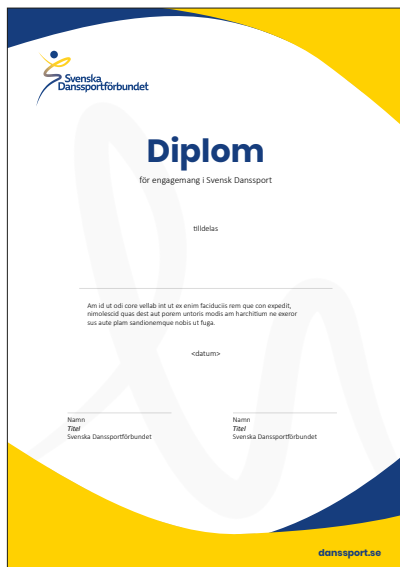 Svenska
Danssportförbundet
Diplom
för engagemang i Svensk Danssport
tilldelas
Am id ut odi core vellab int ut ex enim faciduciis rem que con expedit,
nimolescid quas dest aut porem untoris modis am harchitium ne exeror
sus aute plam sandionemque nobis ut fuga.
<datum>
Namn
Titel
Svenska Danssportförbundet
Namn
Titel
Svenska Danssportförbundet
danssport.se